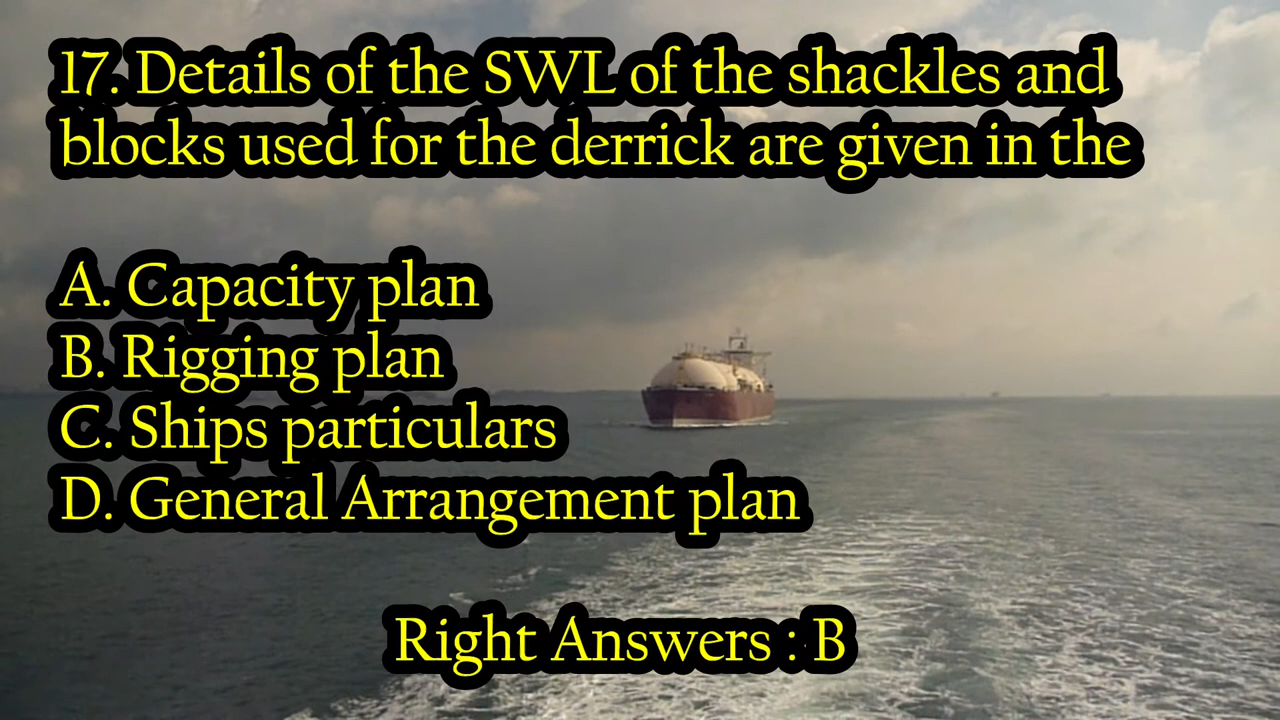 17. Details of the SWL of the shackles and
blocks used for the derrick are given in the
A. Capacity plan
B. Rigging plan
C. Ships particulars
D. General Arrangement plan
Right Answers : B